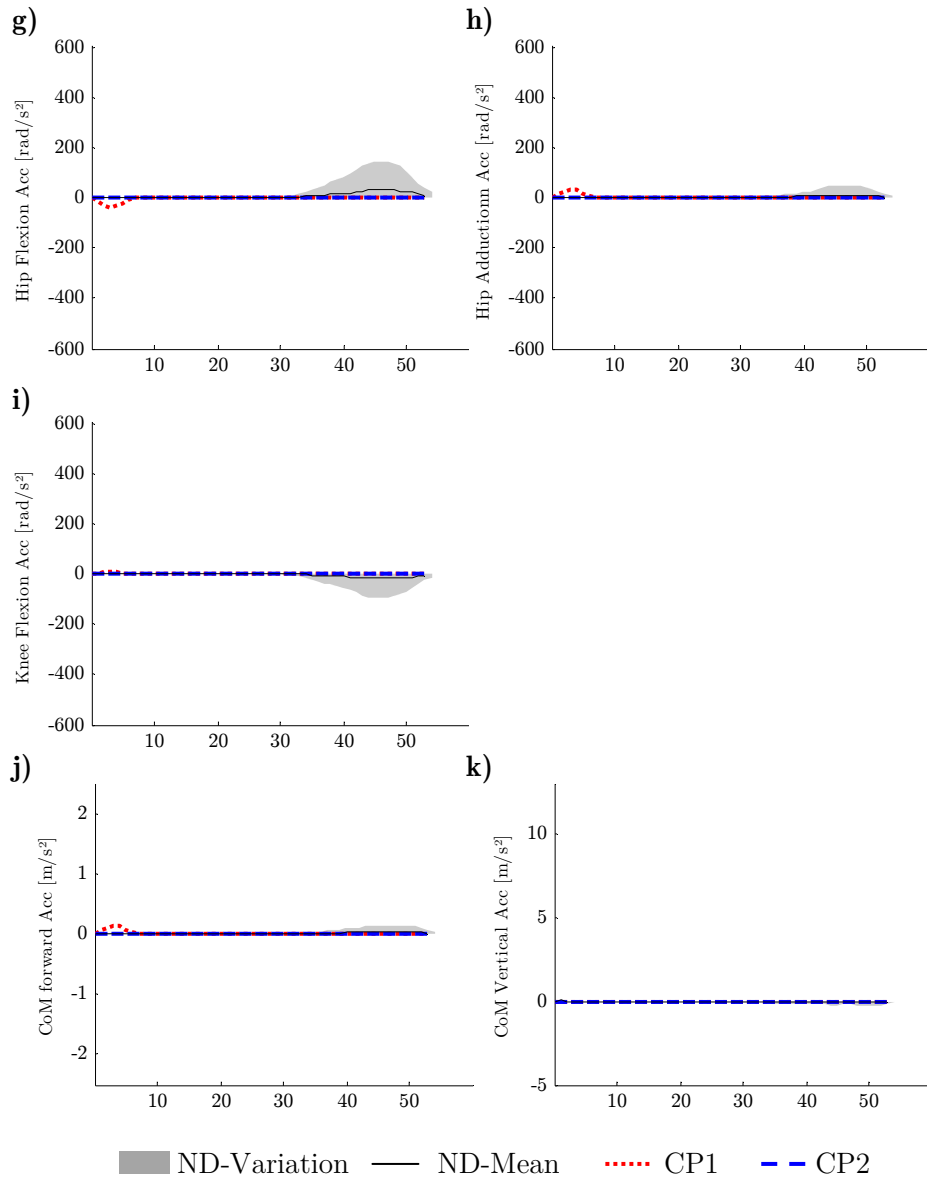 g)
Hip Flexion Acc [rad/s²]
600
400
200
0
-200
-400
-600
10 20 30 40 50
h)
Hip Adductiomn Acc [rad/s²]
600
400
200
0
-200
-400
-600
10 20 30 40 50
i)
Knee Flexion Acc [rad/s²]
600
400
200
0
-200
-400
-600
10 20 30 40 50
j)
CoM forward Acc [m/s²]
2
1
0
-1
-2
10 20 30 40 50
k)
CoM Vertical Acc [m/s²]
10
5
0
-5
10 20 30 40 50
ND-Variation ND-Mean CP1 CP2